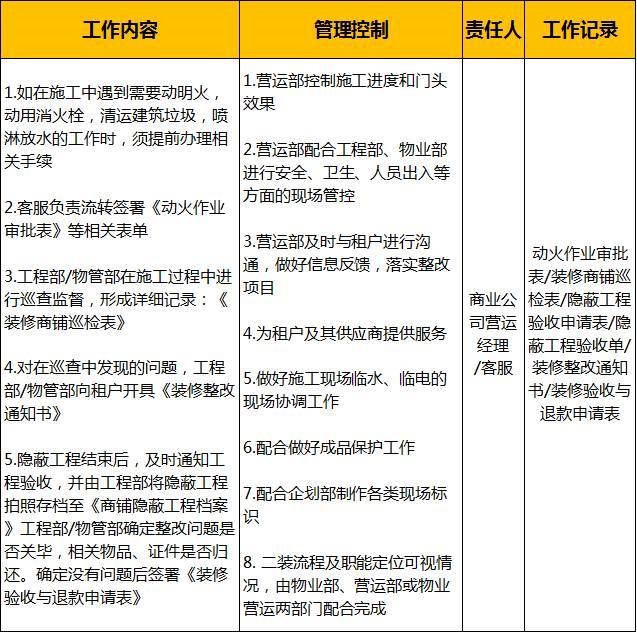 工作内容
管理控制
责任人
工作记录
1.如在施工中遇到需要动明火，
动用消火栓，清运建筑垃圾，喷
淋放水的工作时，须提前办理相
关手续
2.客服负责流转签署《动火作业
审批表》等相关表单
3.工程部/物管部在施工过程中进
行巡查监督，形成详细记录：《
装修商铺巡检表》
4.对在巡查中发现的问题，工程
部/物管部向租户开具《装修整改
通知书》
5.隐蔽工程结束后，及时通知工
程验收，并由工程部将隐蔽工程
拍照存档至《商铺隐蔽工程档案
》工程部/物管部确定整改问题是
否关毕，相关物品、证件是否归
还。确定没有问题后签署《装修
验收与退款申请表》
1.营运部控制施工进度和门头
效果
2.营运部配合工程部、物业部
进行安全、卫生、人员出入等
方面的现场管控
3.营运部及时与租户进行沟
通，做好信息反馈，落实整改
项目
4.为租户及其供应商提供服务
5.做好施工现场临水、临电的
现场协调工作
6.配合做好成品保护工作
7.配合企划部制作各类现场标
识
8. 二装流程及职能定位可视情
况，由物业部、营运部或物业
营运两部门配合完成
商业公
司营运
经理
/客服
动火作业审批
表/装修商铺巡
检表/隐蔽工程
验收申请表/隐
蔽工程验收单/
装修整改通知
书/装修验收与
退款申请表